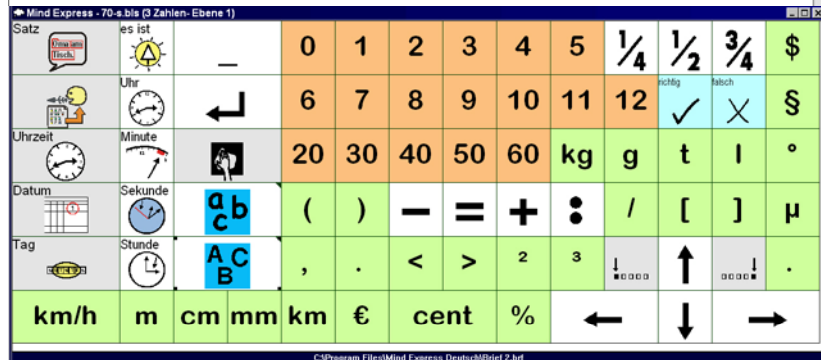 Mind Express - 70-s.bls (3 Zahlen- Ebene 1)
Satz es ist _ 0 1 2 3 4 5 1/4 1/2 3/4 $
Uhr 6 7 8 9 10 11 12 richtig falsch §
Uhrzeit Minute 20 30 40 50 60 kg g t l °
Datum Sekunde a b c ( ) − = + : / [ ] µ
Tag Stunde A B C , . < > ² ³ .
km/h m cm mm km € cent % 
C:\Program Files\Mind Express Deutsch\Brief 2.brf